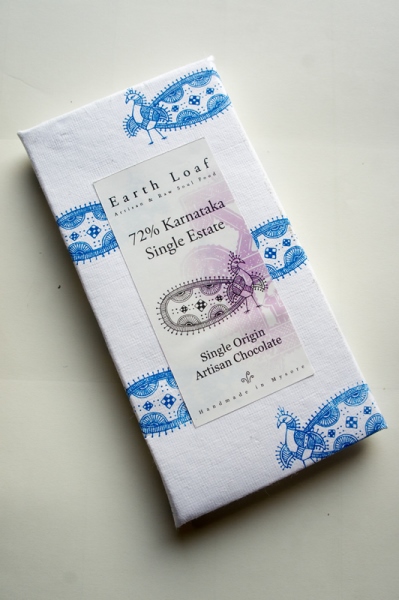 Earth Loaf
Artisan & Raw Soul Food
72% Karnataka
Single Estate
Single Origin
Artisan Chocolate
Handmade in Mysore